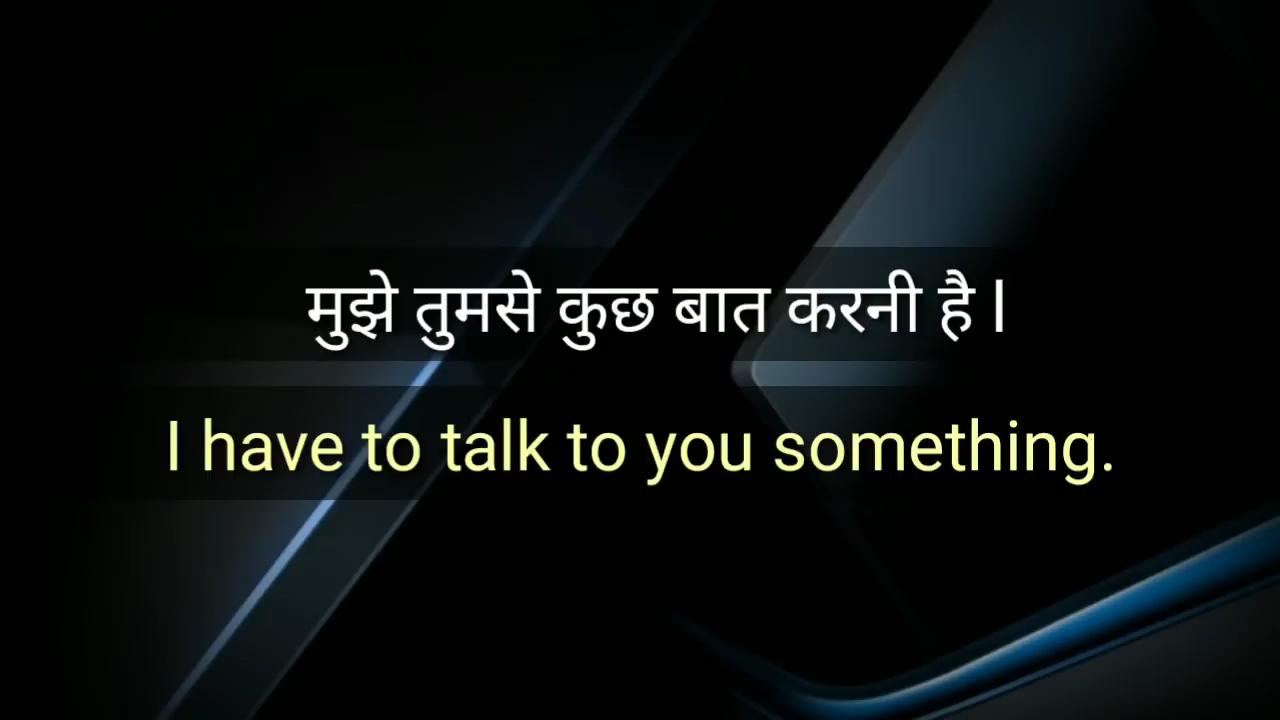 मुझे तुमसे कुछ बात करनी है l
I have to talk to you something.